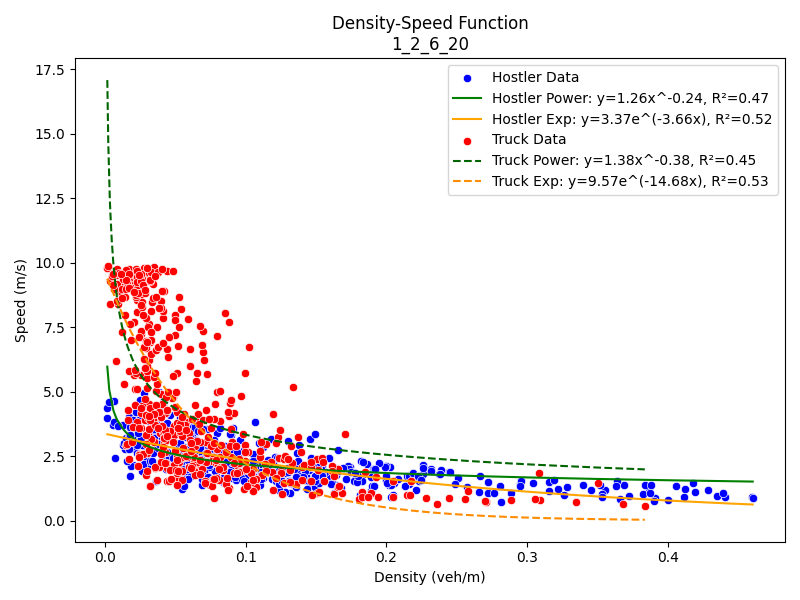 Density-Speed Function
1_2_6_20
17.5
15.0
12.5
10.0
7.5
5.0
2.5
0.0
Speed (m/s)
Hostler Data
Hostler Power: y=1.26x^-0.24, R²=0.47
Hostler Exp: y=3.37e^(-3.66x), R²=0.52
Truck Data
Truck Power: y=1.38x^-0.38, R²=0.45
Truck Exp: y=9.57e^(-14.68x), R²=0.53
0.0 0.1 0.2 0.3 0.4
Density (veh/m)